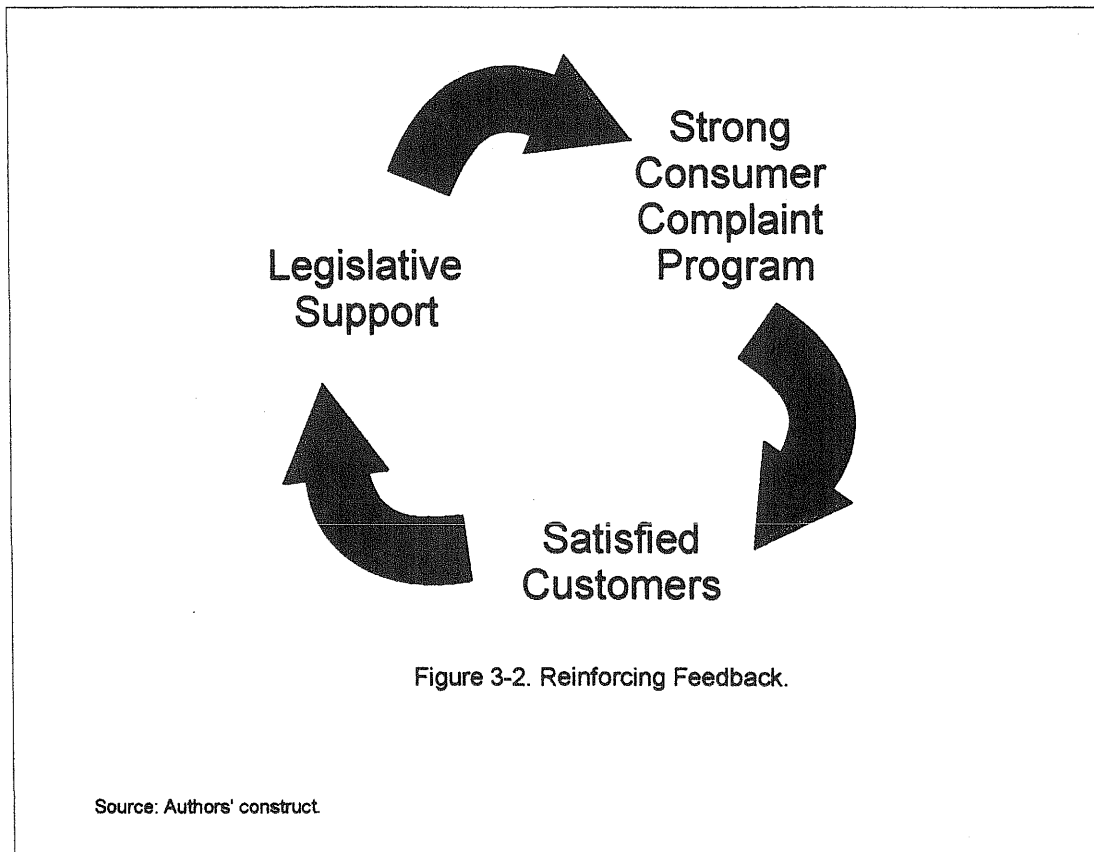 Strong
Consumer
Complaint
Program
Legislative
Support
Satisfied
Customers
Figure 3-2. Reinforcing Feedback.
Source: Authors' construct.